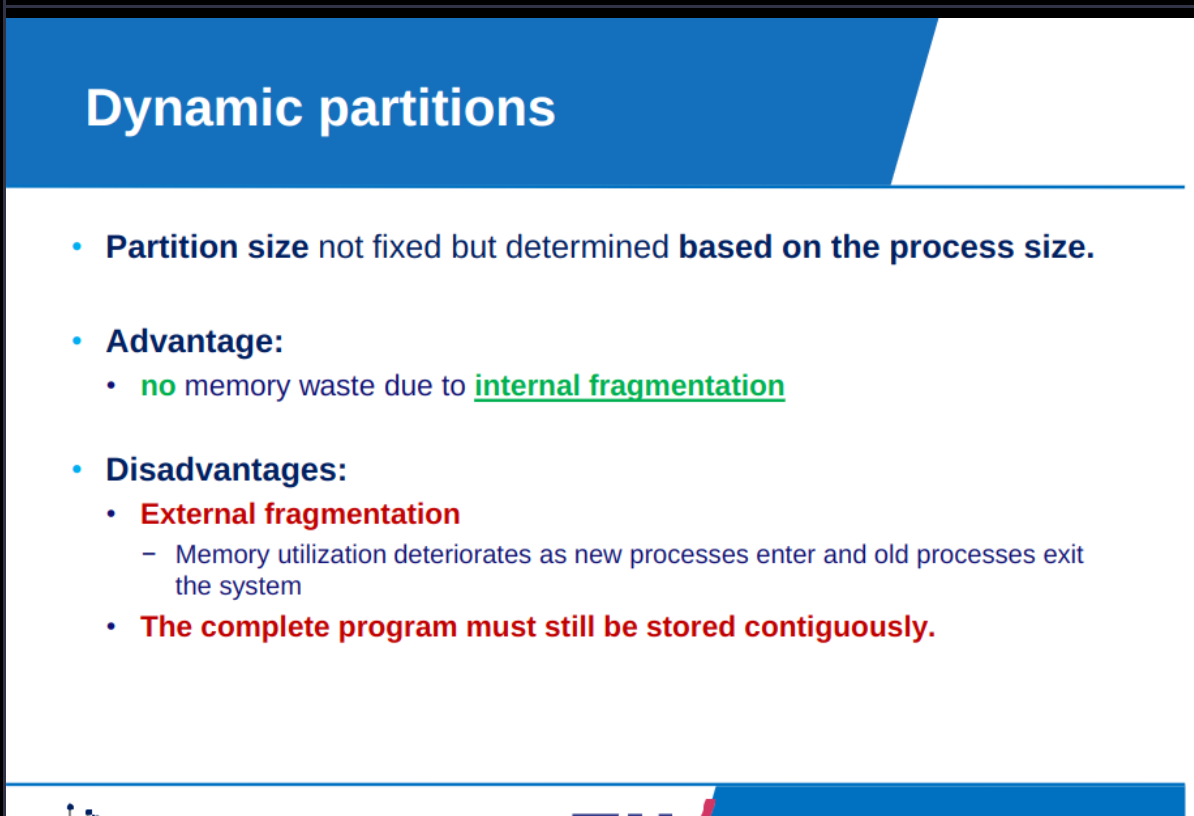 Dynamic partitions
• Partition size not fixed but determined based on the process size.
• Advantage:
• no memory waste due to internal fragmentation
• Disadvantages:
• External fragmentation
– Memory utilization deteriorates as new processes enter and old processes exit
the system
• The complete program must still be stored contiguously.